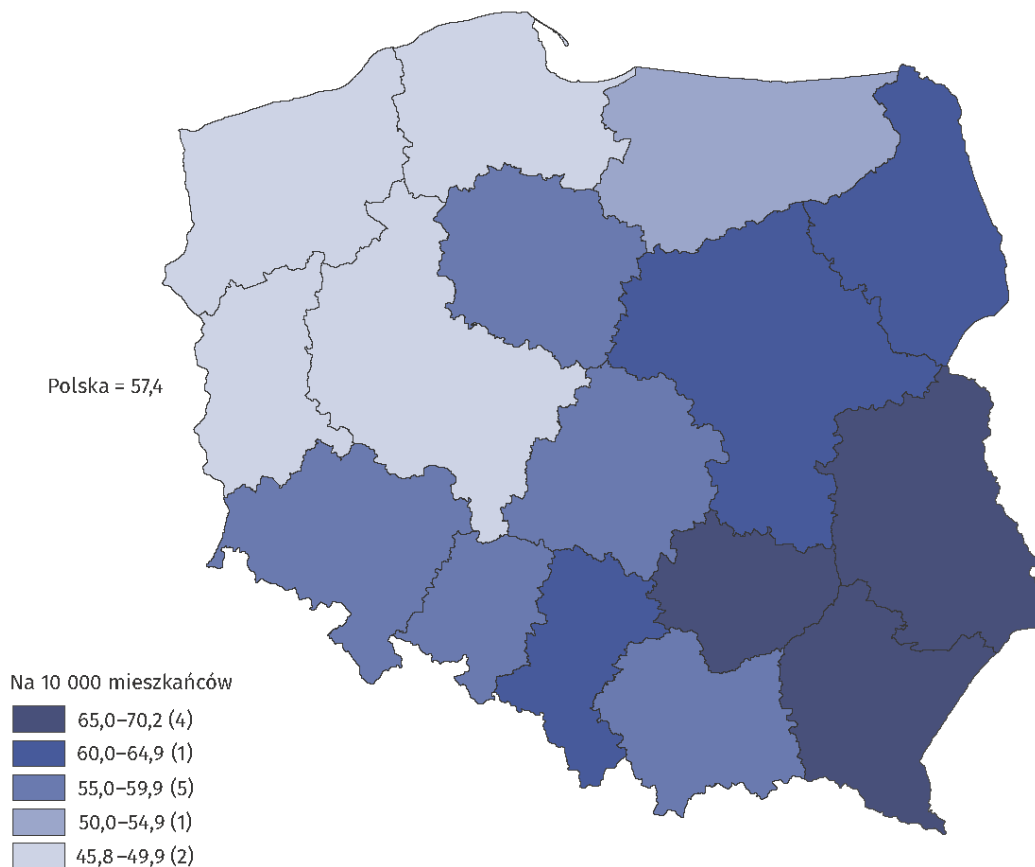 Polska = 57,4
Na 10 000 mieszkańców
65,0–70,2 (4)
60,0–64,9 (1)
55,0–59,9 (5)
50,0–54,9 (1)
45,8–49,9 (2)